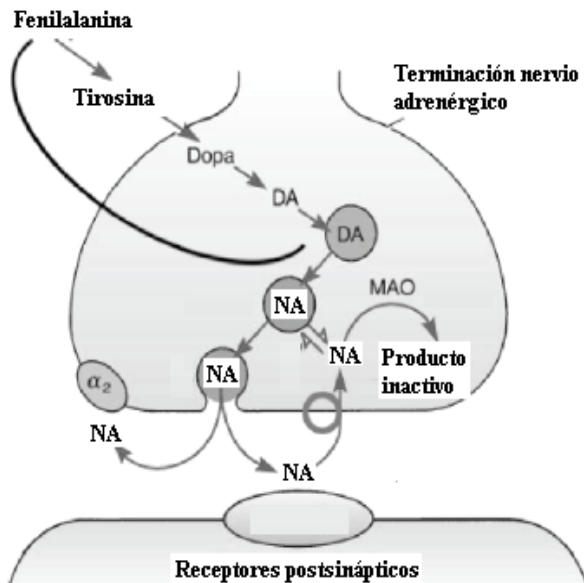 Fenilalanina
Tirosina
Terminación nervio
adrenérgico
Dopa
DA
DA
NA
MAO
NA
Producto
inactivo
NA
α2
NA
NA
Receptores postsinápticos